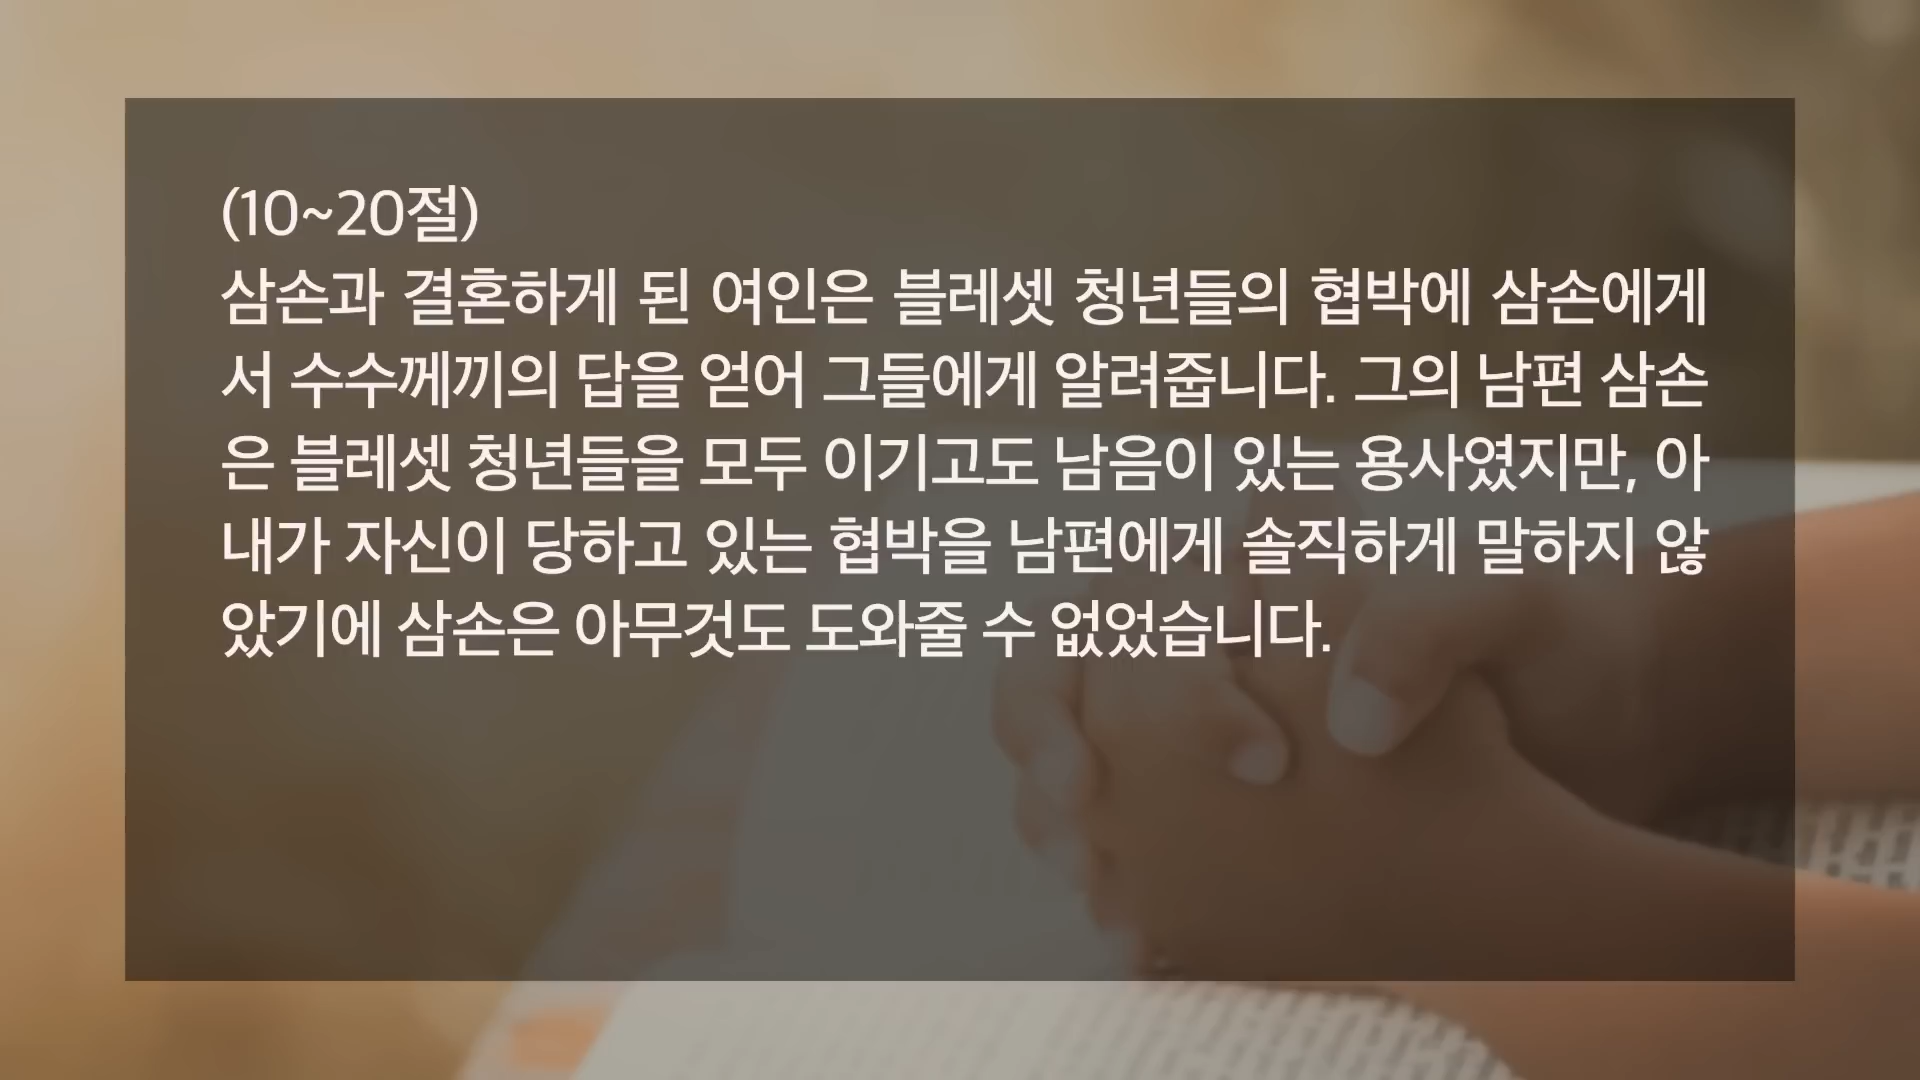 (10~20절)
삼손과 결혼하게 된 여인은 블레셋 청년들의 협박에 삼손에게
서 수수께끼의 답을 얻어 그들에게 알려줍니다. 그의 남편 삼손
은 블레셋 청년들을 모두 이기고도 남음이 있는 용사였지만, 아
내가 자신이 당하고 있는 협박을 남편에게 솔직하게 말하지 않
았기에 삼손은 아무것도 도와줄 수 없었습니다.